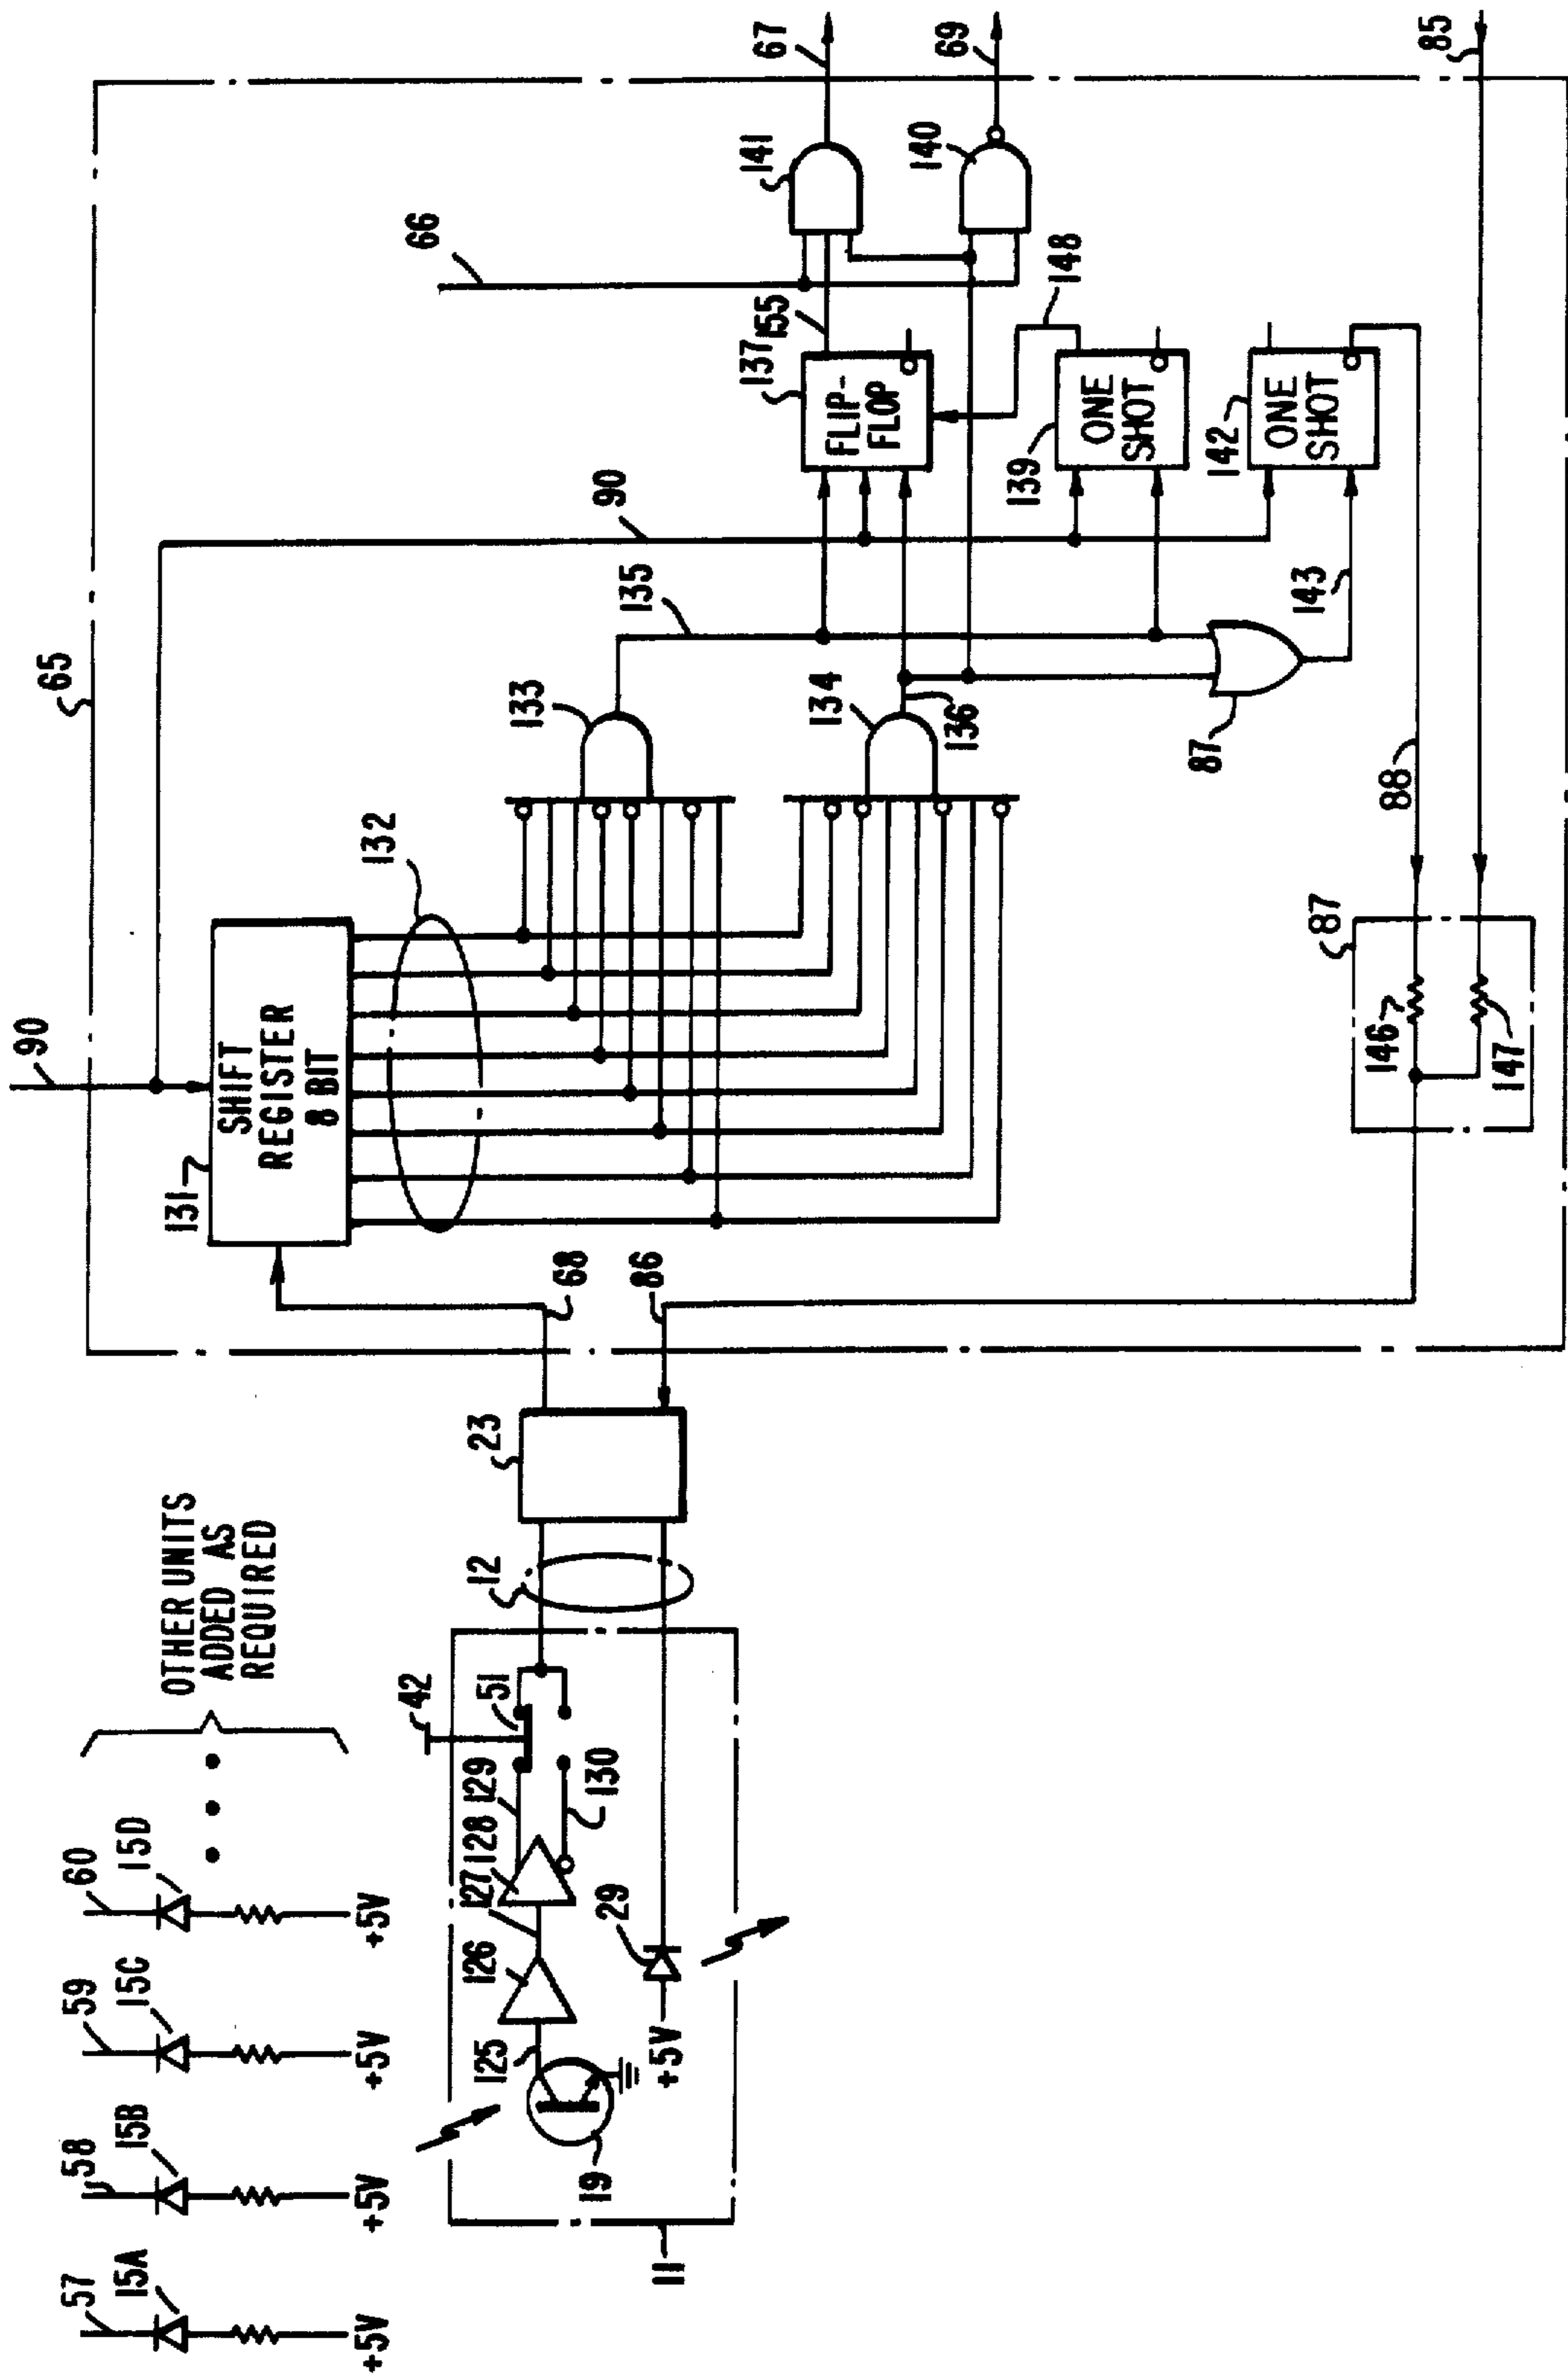 57
15A
+5V
58
15B
+5V
59
15C
+5V
60
15D
+5V
OTHER UNITS
ADDED AS
REQUIRED
11
19
125
126
127
128
129
130
42
51
29
+5V
12
23
68
86
65
90
131
SHIFT
REGISTER
8 BIT
132
133
134
135
136
90
87
143
137
155
FLIP-
FLOP
139
ONE
SHOT
142
ONE
SHOT
148
66
141
140
67
69
85
88
87
146
147